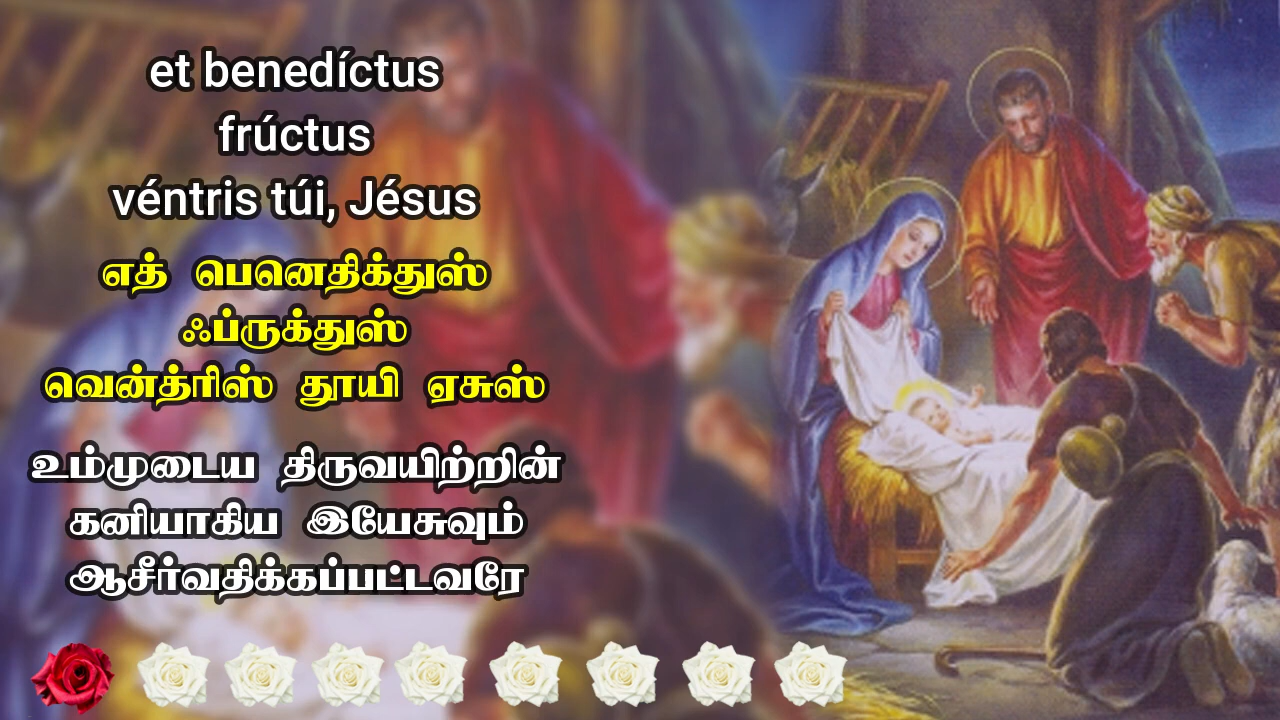 et benedíctus
frúctus
véntris túi, Jésus
எத் பெனெதிக்துஸ்
ஃப்ருக்துஸ்
வென்த்ரிஸ் தூயி ஏசுஸ்
உம்முடைய திருவயிற்றின்
கனியாகிய இயேசுவும்
ஆசீர்வதிக்கப்பட்டவரே